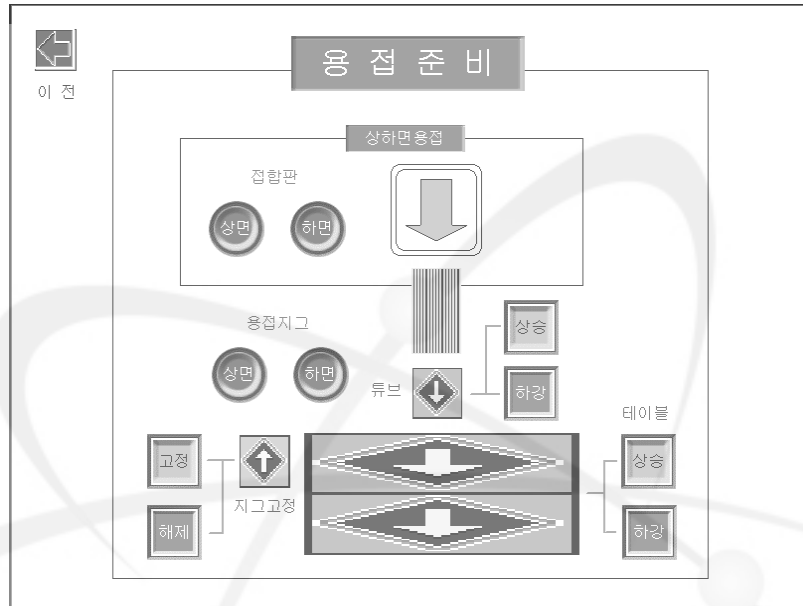 용접준비
이 전
상하면용접
접합판
상면 하면
용접지그
상승
상면 하면
튜브
하강
테이블
고정
상승
지그고정
해제
하강